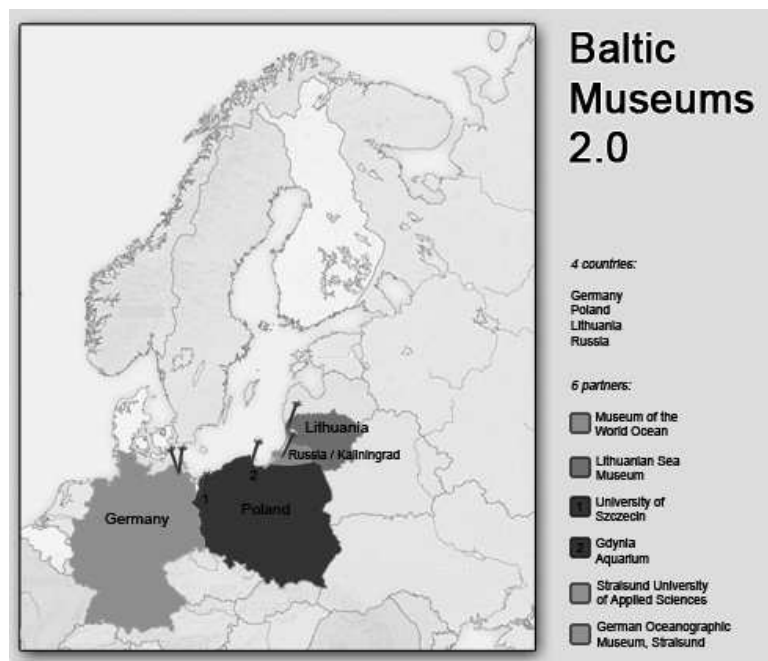 Baltic
Museums
2.0
4 countries:
Germany
Poland
Lithuania
Russia
6 partners:
Museum of the
World Ocean
Lithuanian Sea
Museum
1 University of
Szczecin
2 Gdynia
Aquarium
Stralsund University
of Applied Sciences
German Oceanographic
Museum, Stralsund
Lithuania
Russia / Kaliningrad
2
1
Poland
Germany